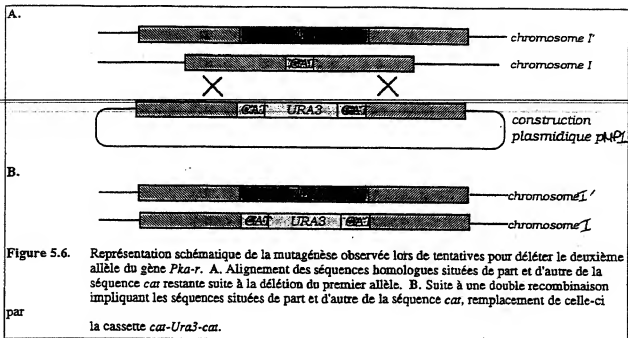 A.
chromosome I'
CAT
chromosome I
CAT URA3 CAT
construction
plasmidique pMP1
B.
chromosome I'
CAT URA3 CAT
chromosome I
Figure 5.6. Représentation schématique de la mutagénèse observée lors de tentatives pour déléter le deuxième
allèle du gène Pka-r. A. Alignement des séquences homologues situées de part et d'autre de la
séquence cat restante suite à la délétion du premier allèle. B. Suite à une double recombinaison
impliquant les séquences situées de part et d'autre de la séquence cat, remplacement de celle-ci
par
la cassette cat-Ura3-cat.